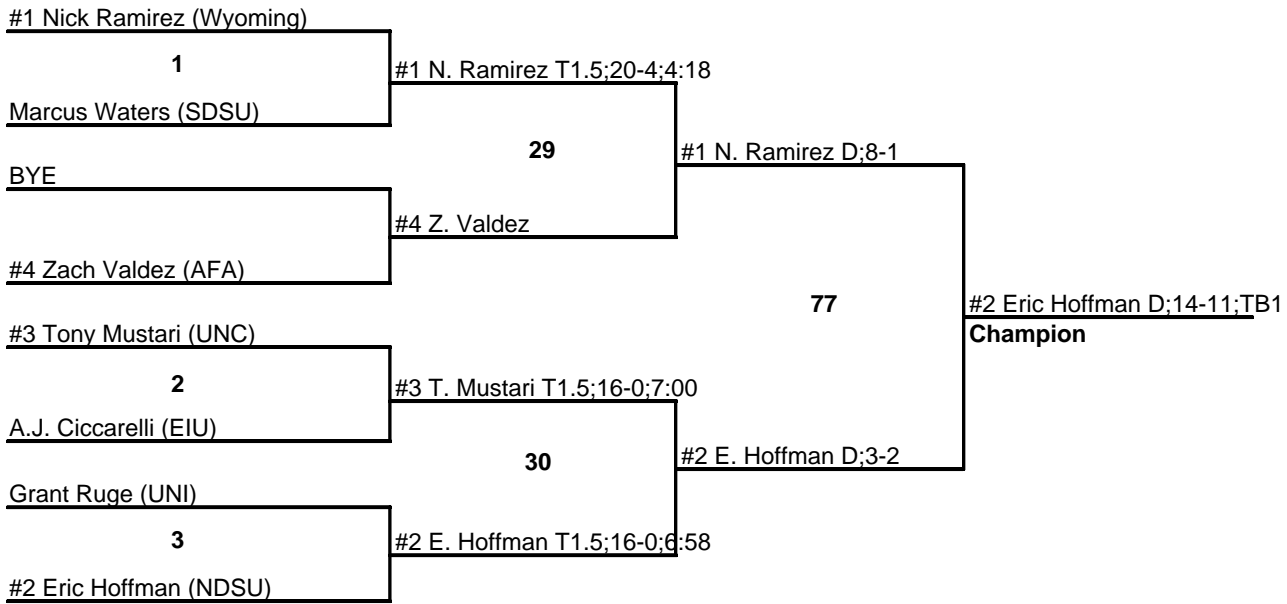 #1 Nick Ramirez (Wyoming)
1
#1 N. Ramirez T1.5;20-4;4:18
Marcus Waters (SDSU)
29
#1 N. Ramirez D;8-1
BYE
#4 Z. Valdez
#4 Zach Valdez (AFA)
77
#2 Eric Hoffman D;14-11;TB1
Champion
#3 Tony Mustari (UNC)
2
#3 T. Mustari T1.5;16-0;7:00
A.J. Ciccarelli (EIU)
30
#2 E. Hoffman D;3-2
Grant Ruge (UNI)
3
#2 E. Hoffman T1.5;16-0;6:58
#2 Eric Hoffman (NDSU)